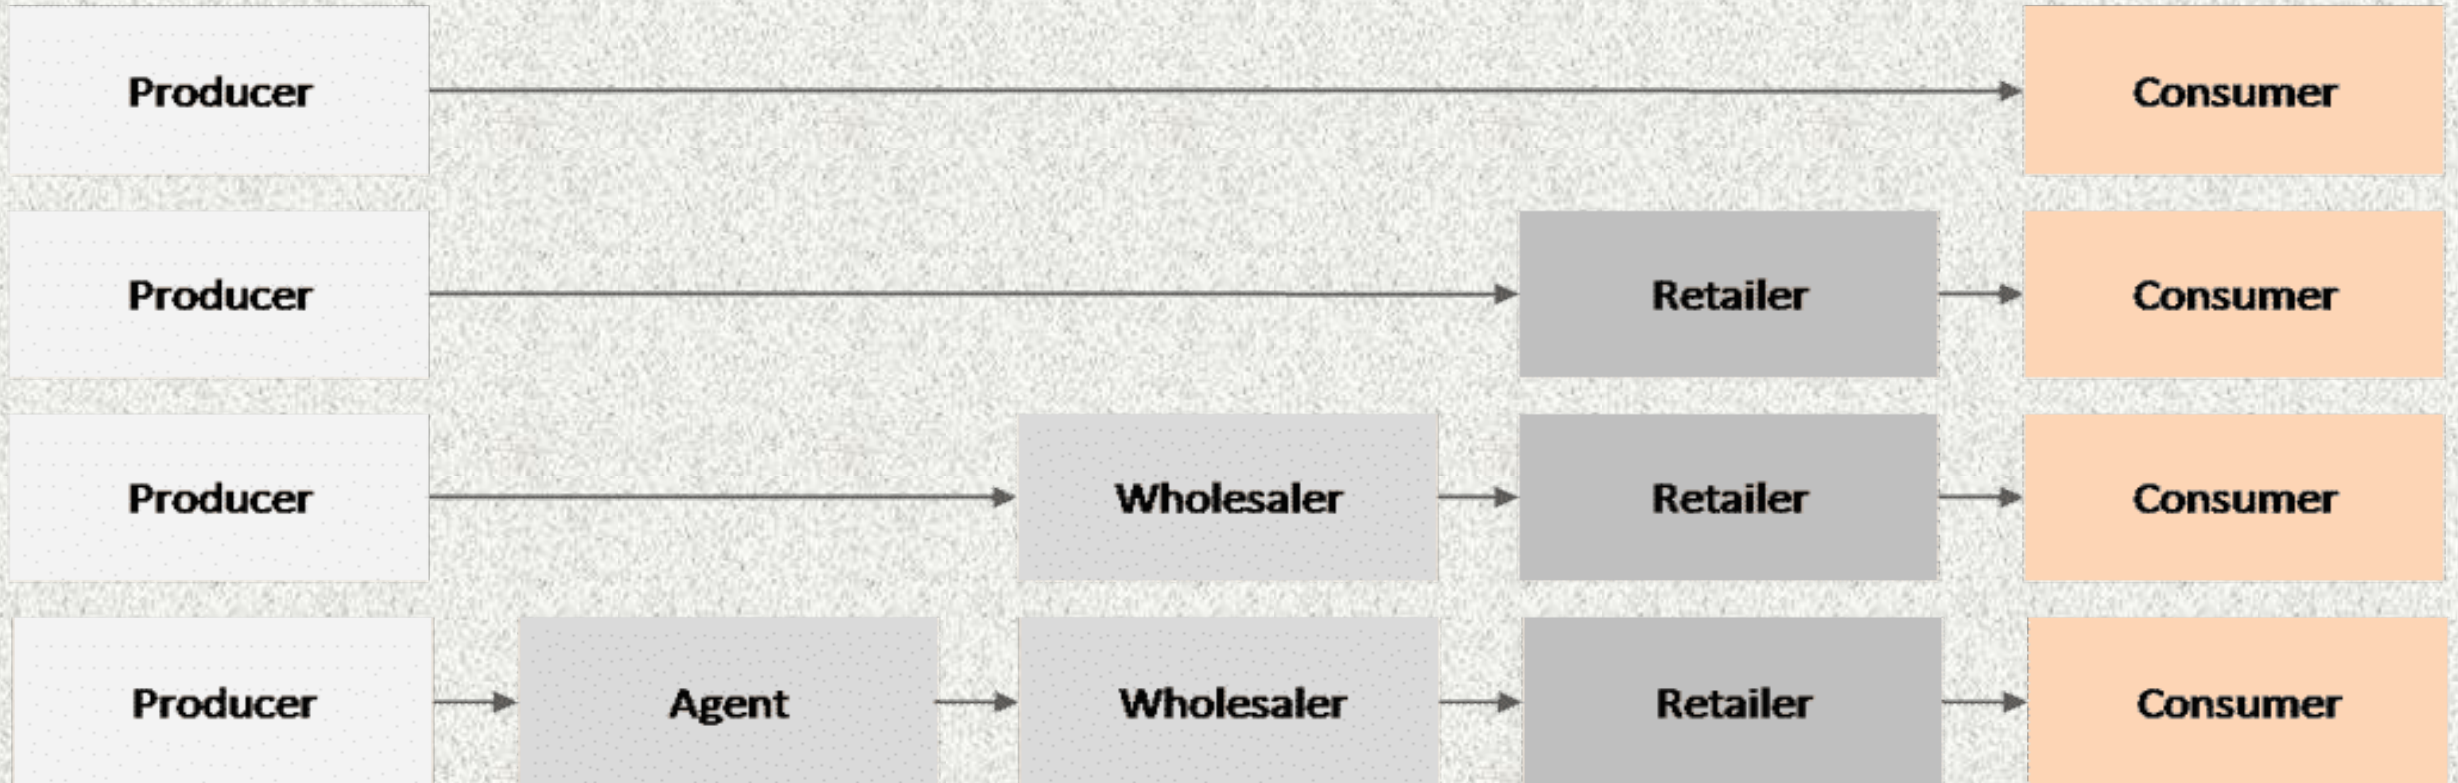 Producer Consumer
Producer Retailer Consumer
Producer Wholesaler Retailer Consumer
Producer Agent Wholesaler Retailer Consumer